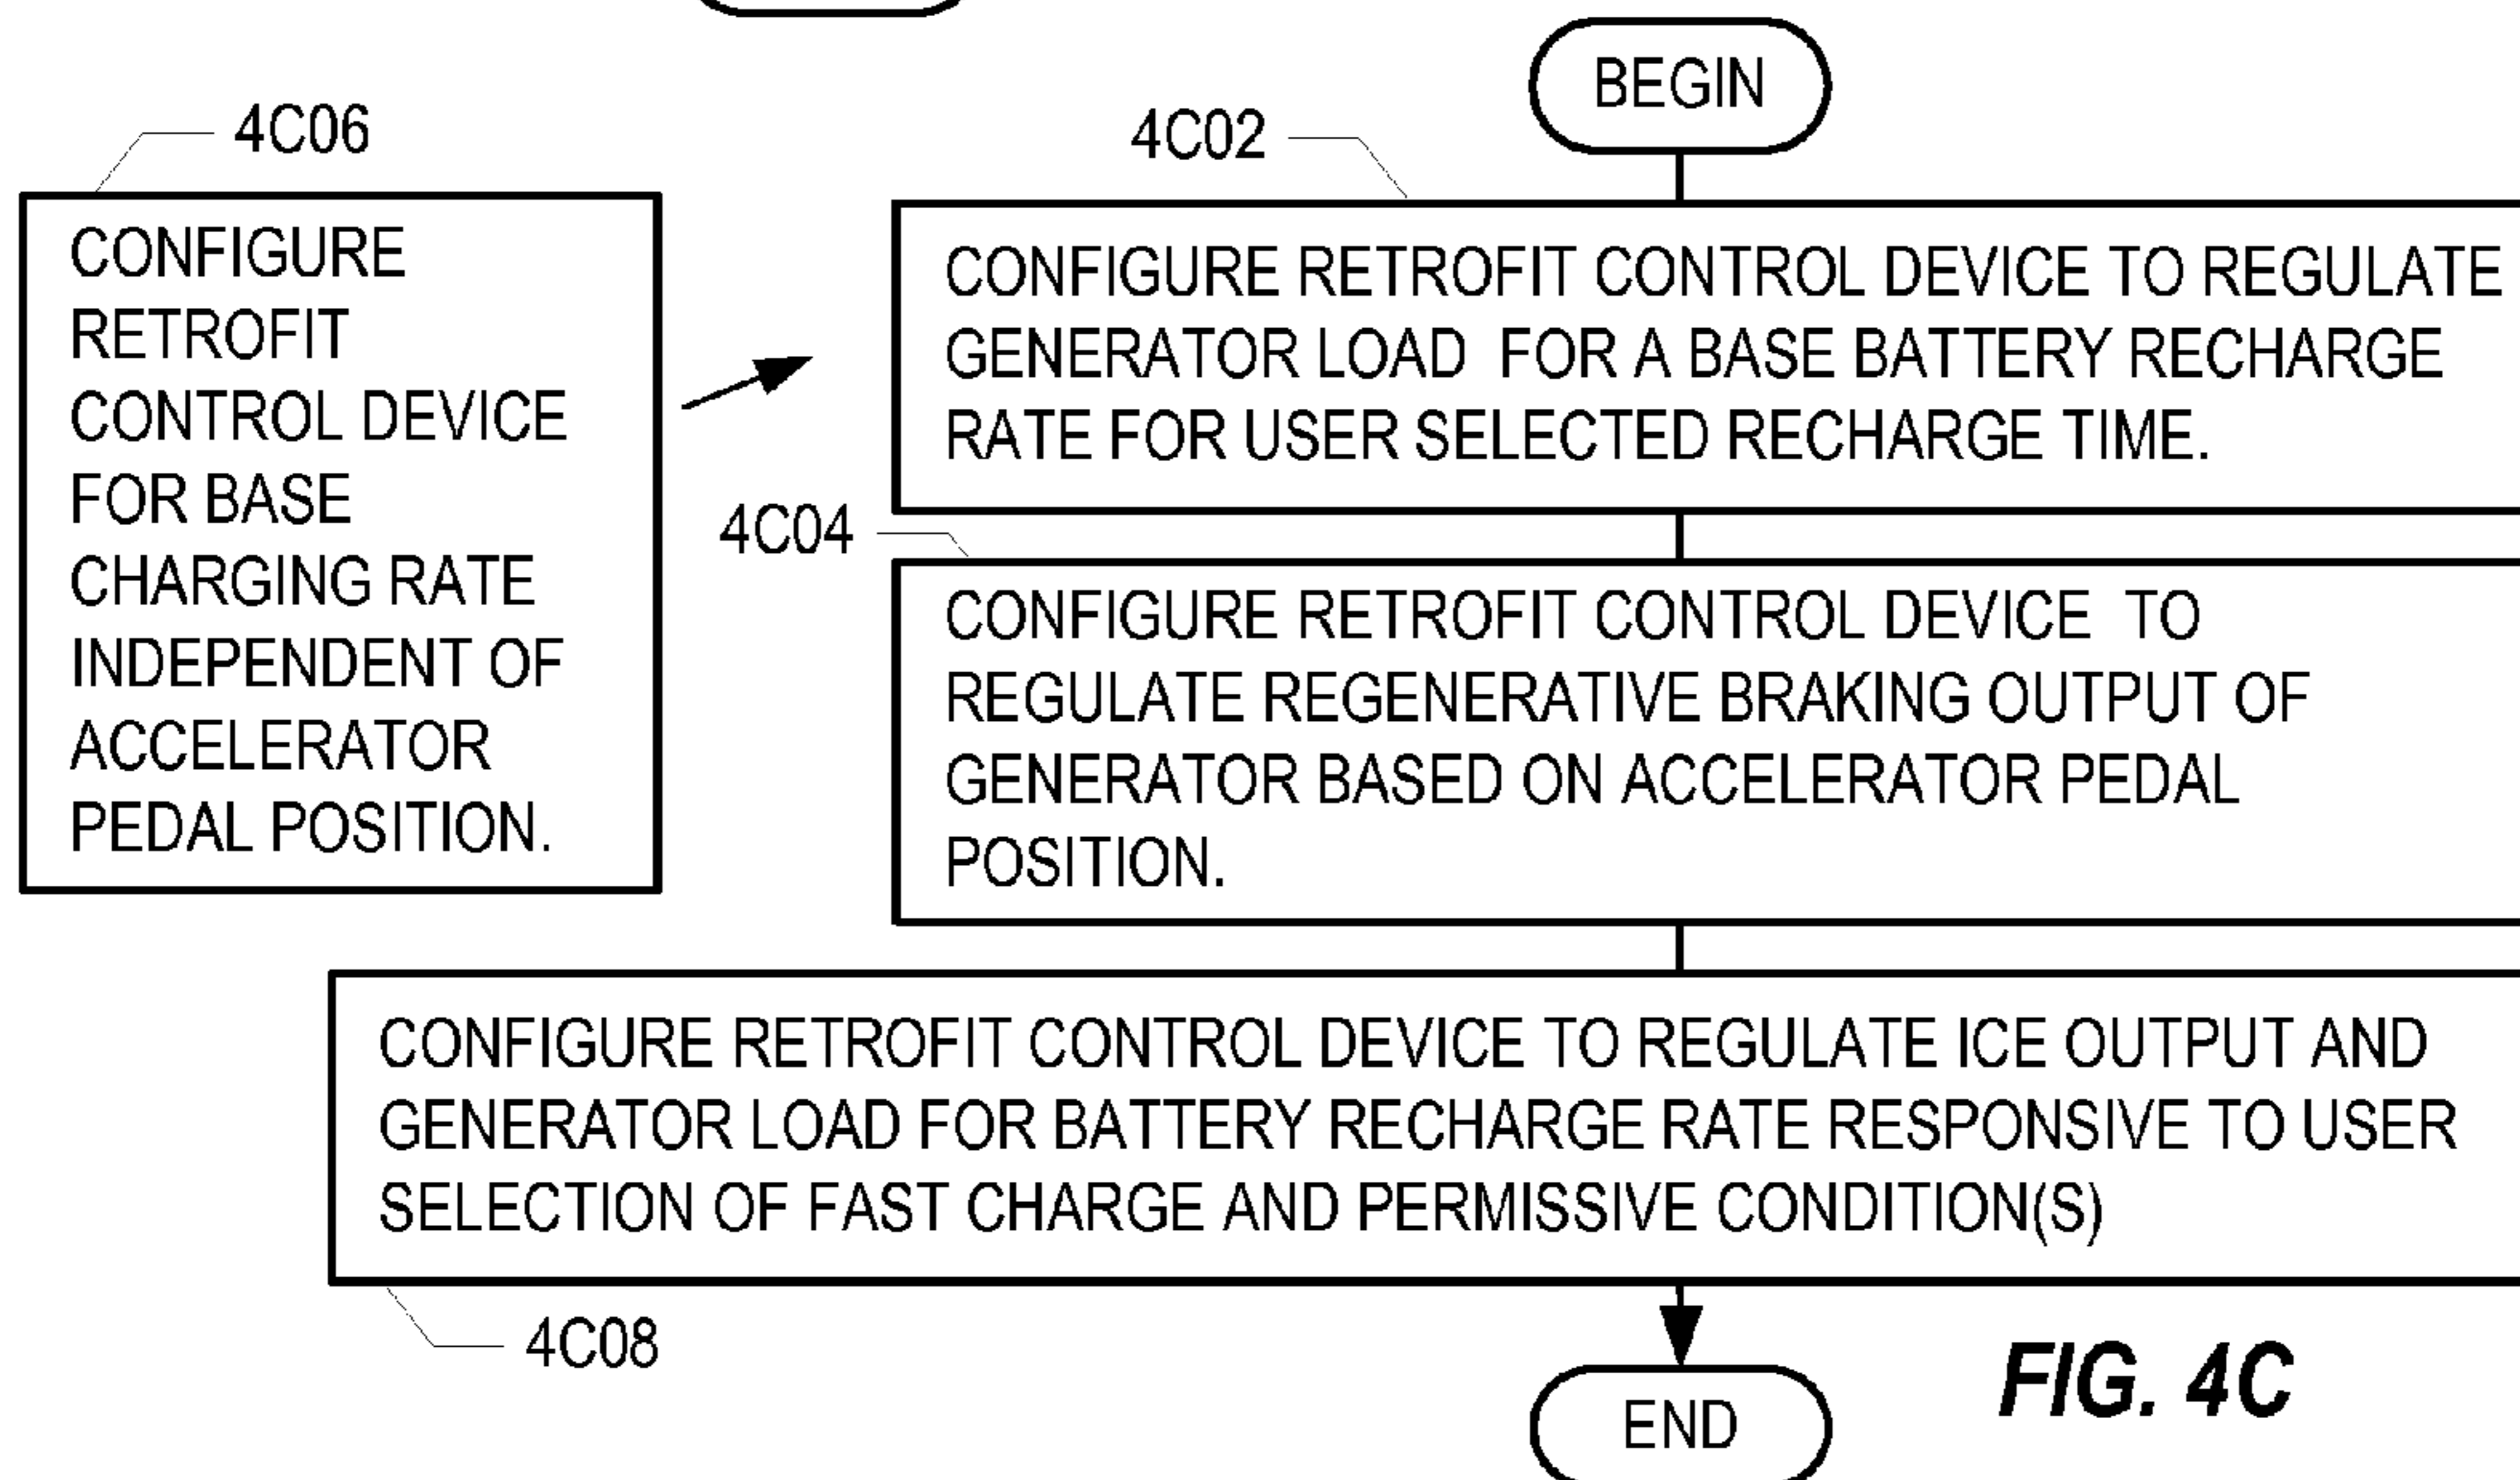 BEGIN
4C06
4C02
CONFIGURE
RETROFIT
CONTROL DEVICE
FOR BASE
CHARGING RATE
INDEPENDENT OF
ACCELERATOR
PEDAL POSITION.
CONFIGURE RETROFIT CONTROL DEVICE TO REGULATE
GENERATOR LOAD FOR A BASE BATTERY RECHARGE
RATE FOR USER SELECTED RECHARGE TIME.
4C04
CONFIGURE RETROFIT CONTROL DEVICE TO
REGULATE REGENERATIVE BRAKING OUTPUT OF
GENERATOR BASED ON ACCELERATOR PEDAL
POSITION.
CONFIGURE RETROFIT CONTROL DEVICE TO REGULATE ICE OUTPUT AND
GENERATOR LOAD FOR BATTERY RECHARGE RATE RESPONSIVE TO USER
SELECTION OF FAST CHARGE AND PERMISSIVE CONDITION(S)
4C08
END
FIG. 4C